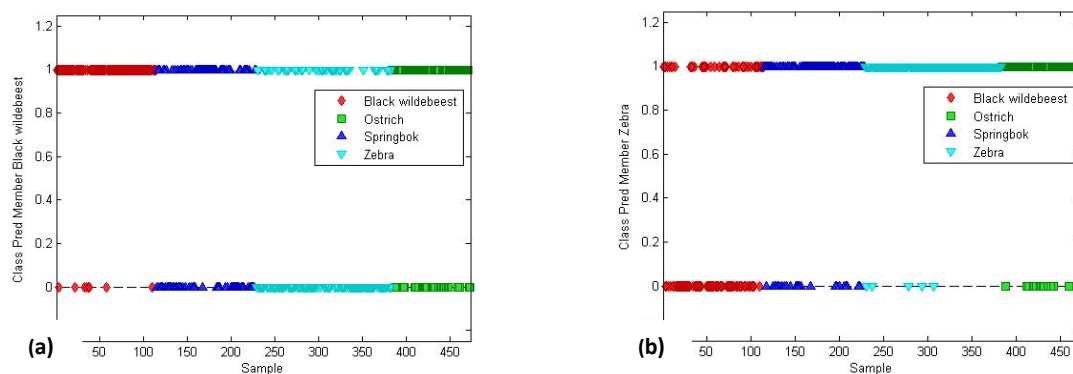 1.2
1
0.8
0.6
0.4
0.2
0
Class Pred Member Black wildebeest
Black wildebeest
Ostrich
Springbok
Zebra
50 100 150 200 250 300 350 400 450
Sample
(a)
1.2
1
0.8
0.6
0.4
0.2
0
Class Pred Member Zebra
Black wildebeest
Ostrich
Springbok
Zebra
50 100 150 200 250 300 350 400 450
Sample
(b)